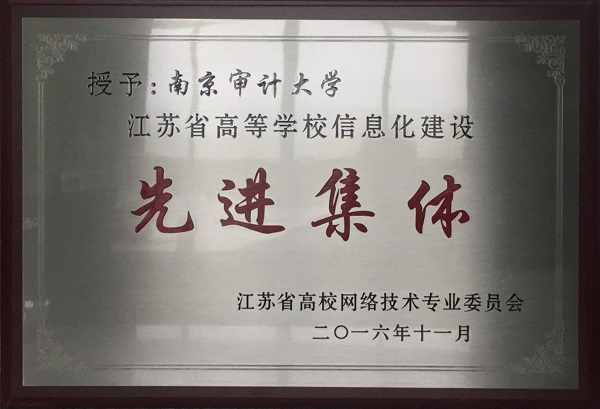 授予:南京审计大学
江苏省高等学校信息化建设
先进集体
江苏省高校网络技术专业委员会
二〇一六年十一月